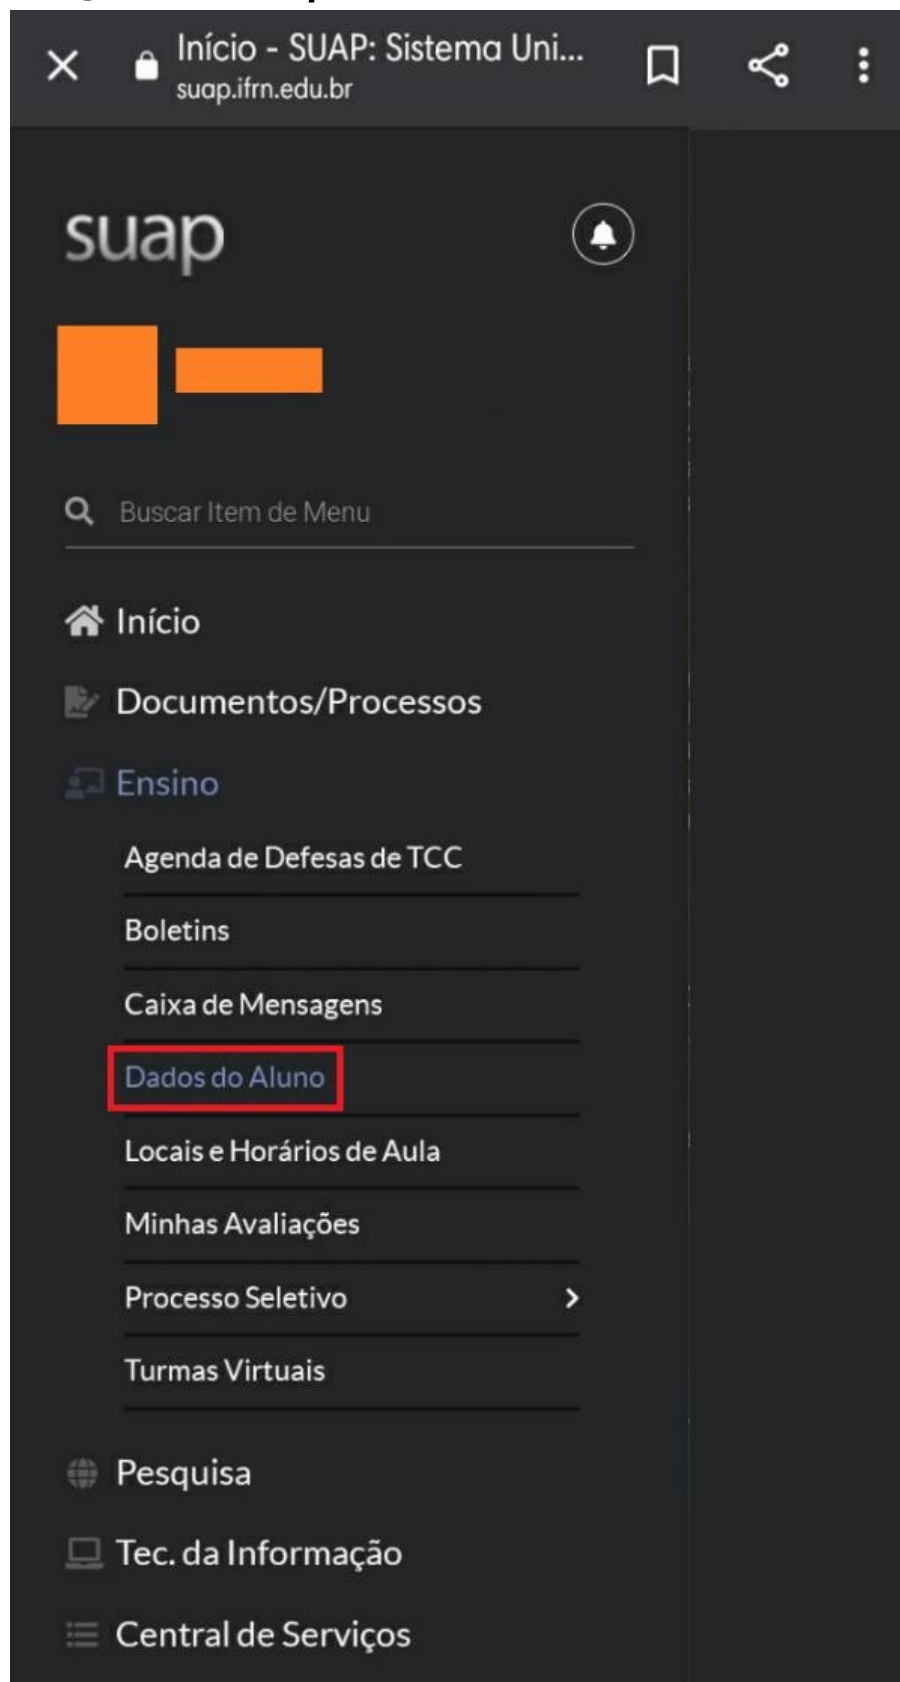 Início - SUAP: Sistema Uni...
suap.ifrn.edu.br
suap
Buscar Item de Menu
Início
Documentos/Processos
Ensino
Agenda de Defesas de TCC
Boletins
Caixa de Mensagens
Dados do Aluno
Locais e Horários de Aula
Minhas Avaliações
Processo Seletivo
Turmas Virtuais
Pesquisa
Tec. da Informação
Central de Serviços